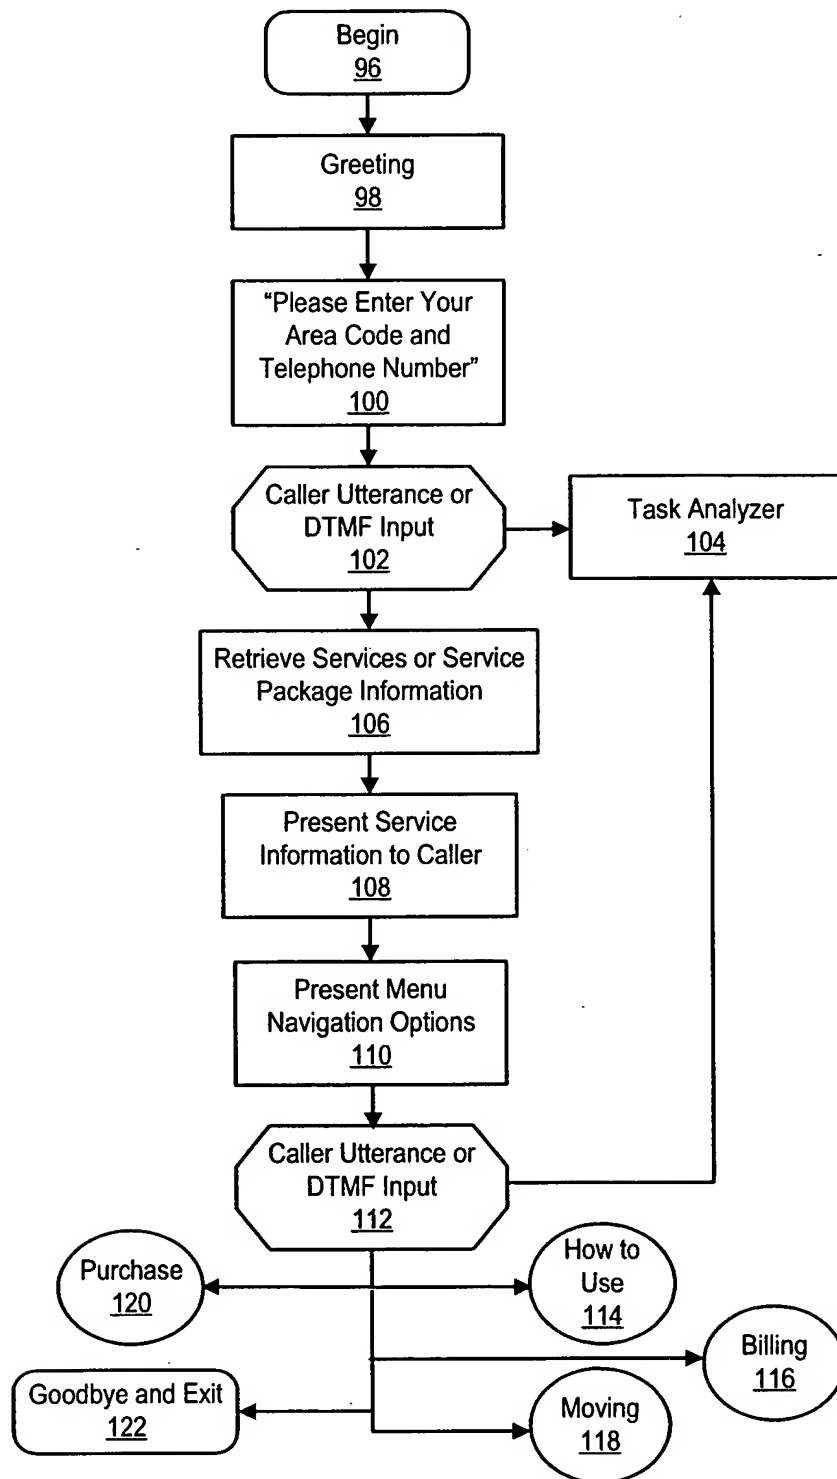 Begin
96
Greeting
98
“Please Enter Your
Area Code and
Telephone Number”
100
Caller Utterance or
DTMF Input
102
Task Analyzer
104
Retrieve Services or Service
Package Information
106
Present Service
Information to Caller
108
Present Menu
Navigation Options
110
Caller Utterance or
DTMF Input
112
Purchase
120
How to
Use
114
Billing
116
Goodbye and Exit
122
Moving
118